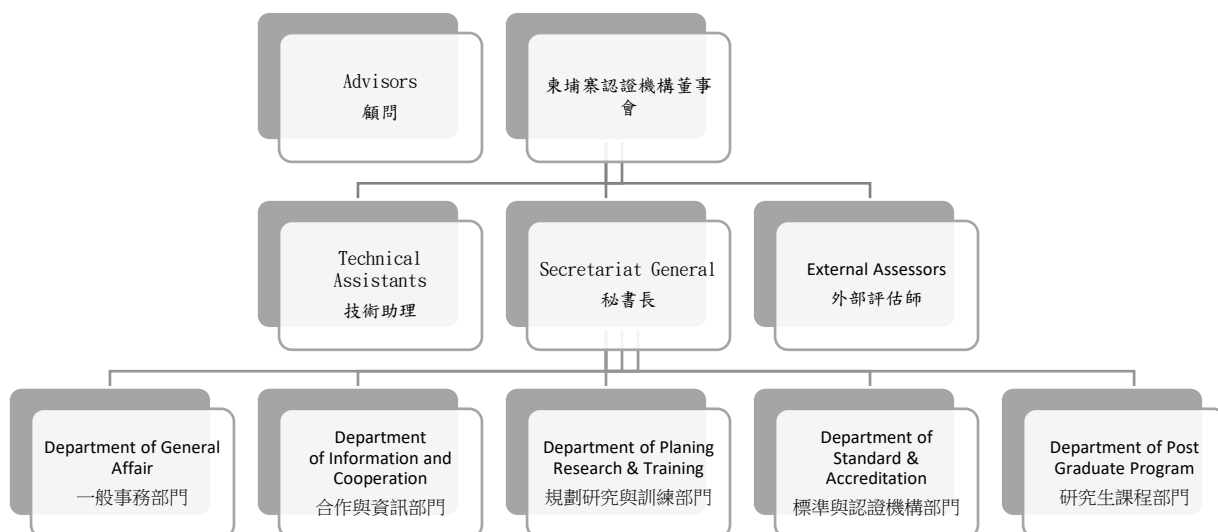 Advisors
顧問
柬埔寨認證機構董事
會
Technical
Assistants
技術助理
Secretariat General
秘書長
External Assessors
外部評估師
Department of General
Affair
一般事務部門
Department
of Information and
Cooperation
合作與資訊部門
Department of Planing
Research & Training
規劃研究與訓練部門
Department of
Standard &
Accreditation
標準與認證機構部門
Department of Post
Graduate Program
研究生課程部門